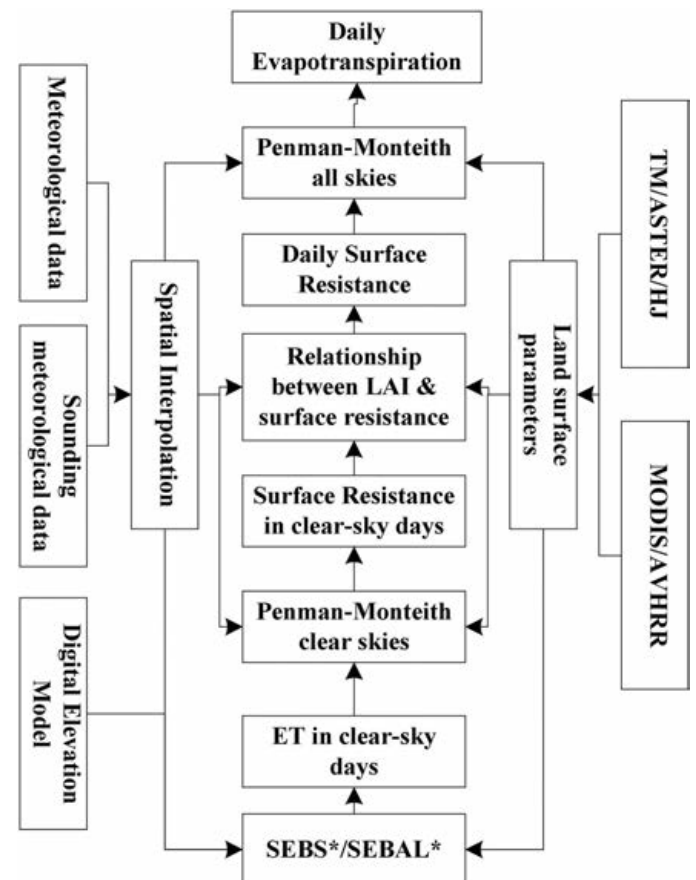 Daily
Evapotranspiration
Penman-Monteith
all skies
Daily Surface
Resistance
Relationship
between LAI &
surface resistance
Surface Resistance
in clear-sky days
Penman-Monteith
clear skies
ET in clear-sky
days
SEBS*/SEBAL*
Meteorological data
Sounding
meteorological data
Digital Elevation
Model
Spatial Interpolation
Land surface
parameters
TM/ASTER/HJ
MODIS/AVHRR